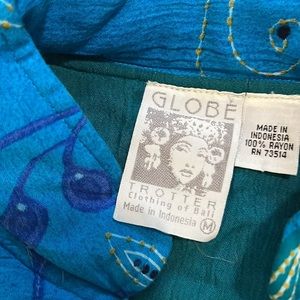 GLOBE
TROTTER
Clothing of Bali
Made in Indonesia
M
MADE IN
INDONESIA
100% RAYON
RN 73514